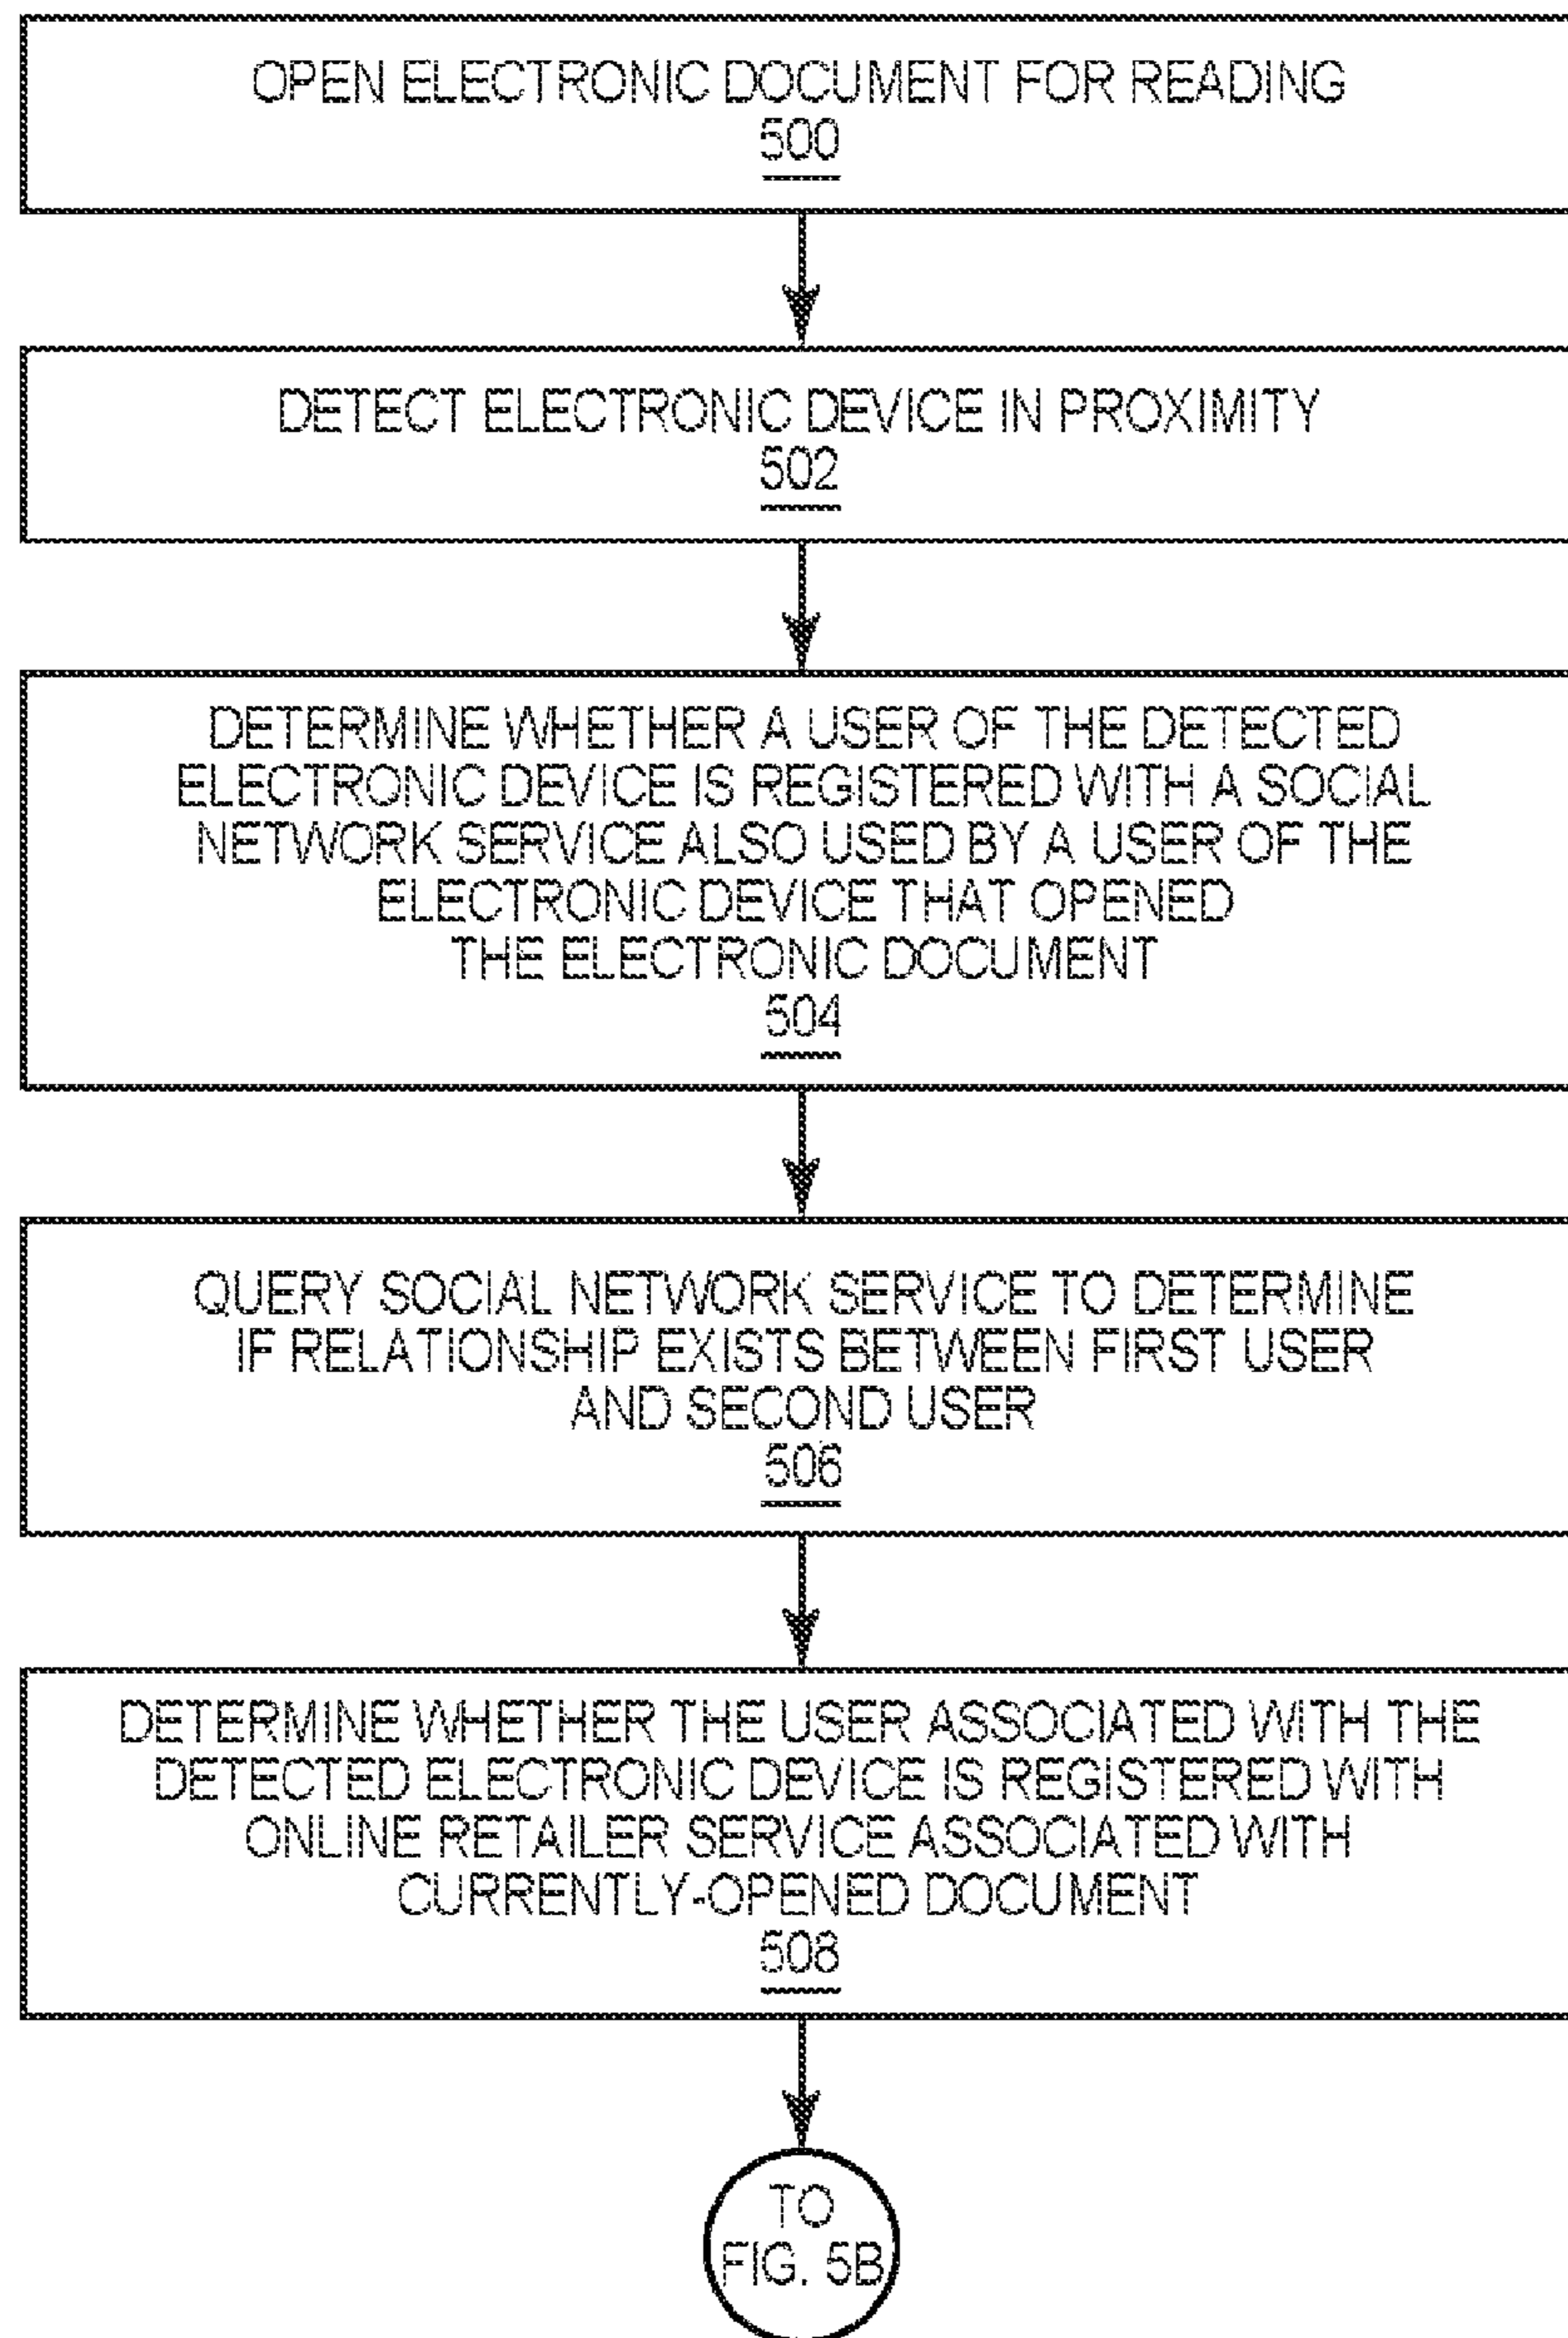 OPEN ELECTRONIC DOCUMENT FOR READING
500
DETECT ELECTRONIC DEVICE IN PROXIMITY
502
DETERMINE WHETHER A USER OF THE DETECTED
ELECTRONIC DEVICE IS REGISTERED WITH A SOCIAL
NETWORK SERVICE ALSO USED BY A USER OF THE
ELECTRONIC DEVICE THAT OPENED
THE ELECTRONIC DOCUMENT
504
QUERY SOCIAL NETWORK SERVICE TO DETERMINE
IF RELATIONSHIP EXISTS BETWEEN FIRST USER
AND SECOND USER
506
DETERMINE WHETHER THE USER ASSOCIATED WITH THE
DETECTED ELECTRONIC DEVICE IS REGISTERED WITH
ONLINE RETAILER SERVICE ASSOCIATED WITH
CURRENTLY-OPENED DOCUMENT
508
TO
FIG. 5B